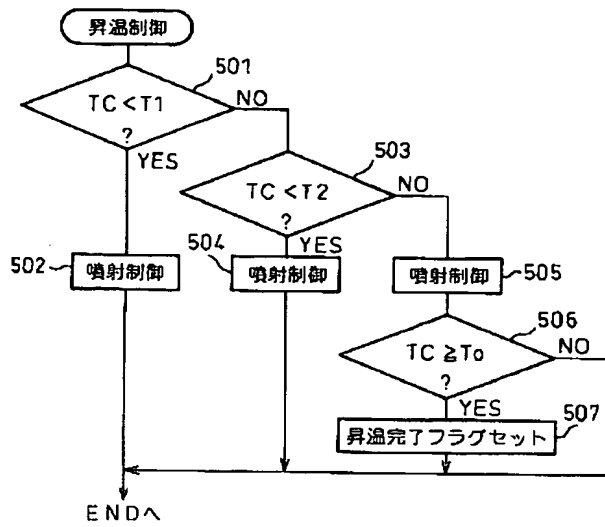 昇温制御
501
TC<T1
?
NO
YES
503
TC<T2
?
NO
YES
502
噴射制御
504
噴射制御
噴射制御
505
506
TC≧To
?
NO
YES
507
昇温完了フラグセット
ENDへ